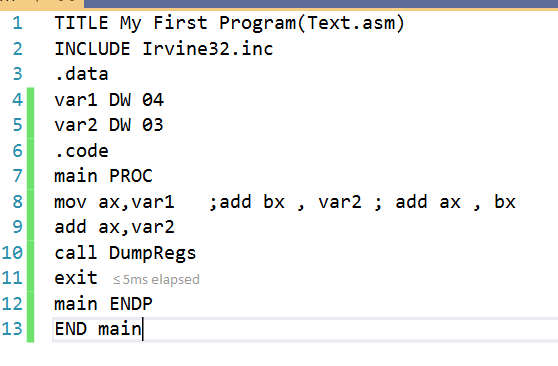 1 TITLE My First Program(Text.asm)
2 INCLUDE Irvine32.inc
3 .data
4 var1 DW 04
5 var2 DW 03
6 .code
7 main PROC
8 mov ax,var1   ;add bx , var2 ; add ax , bx
9 add ax,var2
10 call DumpRegs
11 exit ≤5ms elapsed
12 main ENDP
13 END main